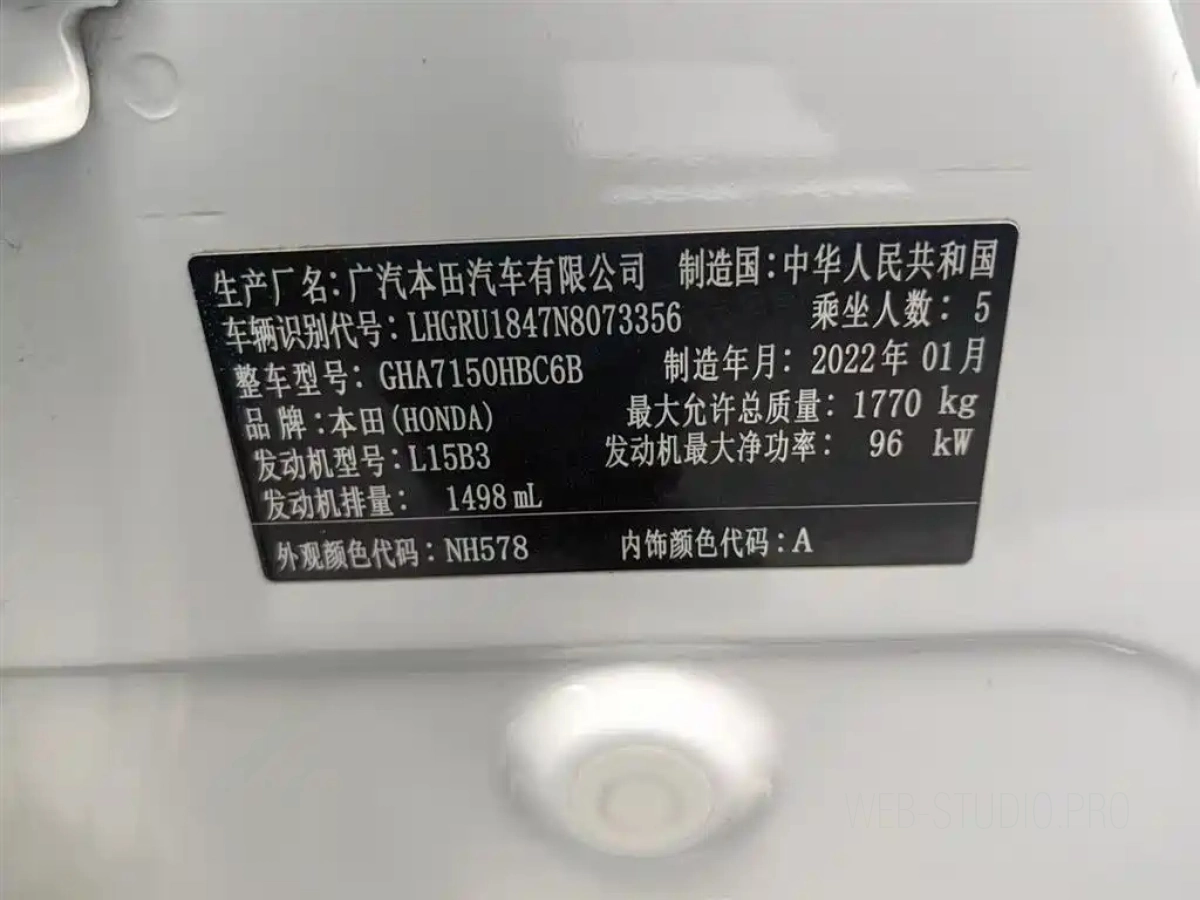 生产厂名:广汽本田汽车有限公司 制造国:中华人民共和国
车辆识别代号:LHGRU1847N8073356 乘坐人数: 5
整车型号:GHA7150HBC6B 制造年月:2022年01月
品牌:本田(HONDA) 最大允许总质量:1770 kg
发动机型号:L15B3 发动机最大净功率: 96 kW
发动机排量: 1498 mL
外观颜色代码:NH578 内饰颜色代码:A
WEB-STUDIO.PRO